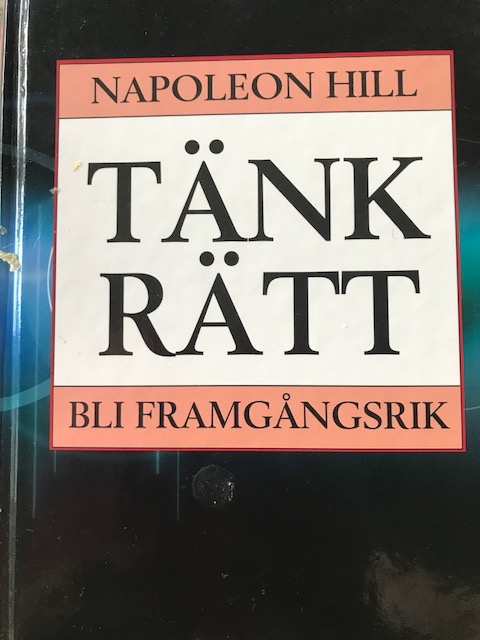 NAPOLEON HILL
TÄNK
RÄTT
BLI FRAMGÅNGSRIK